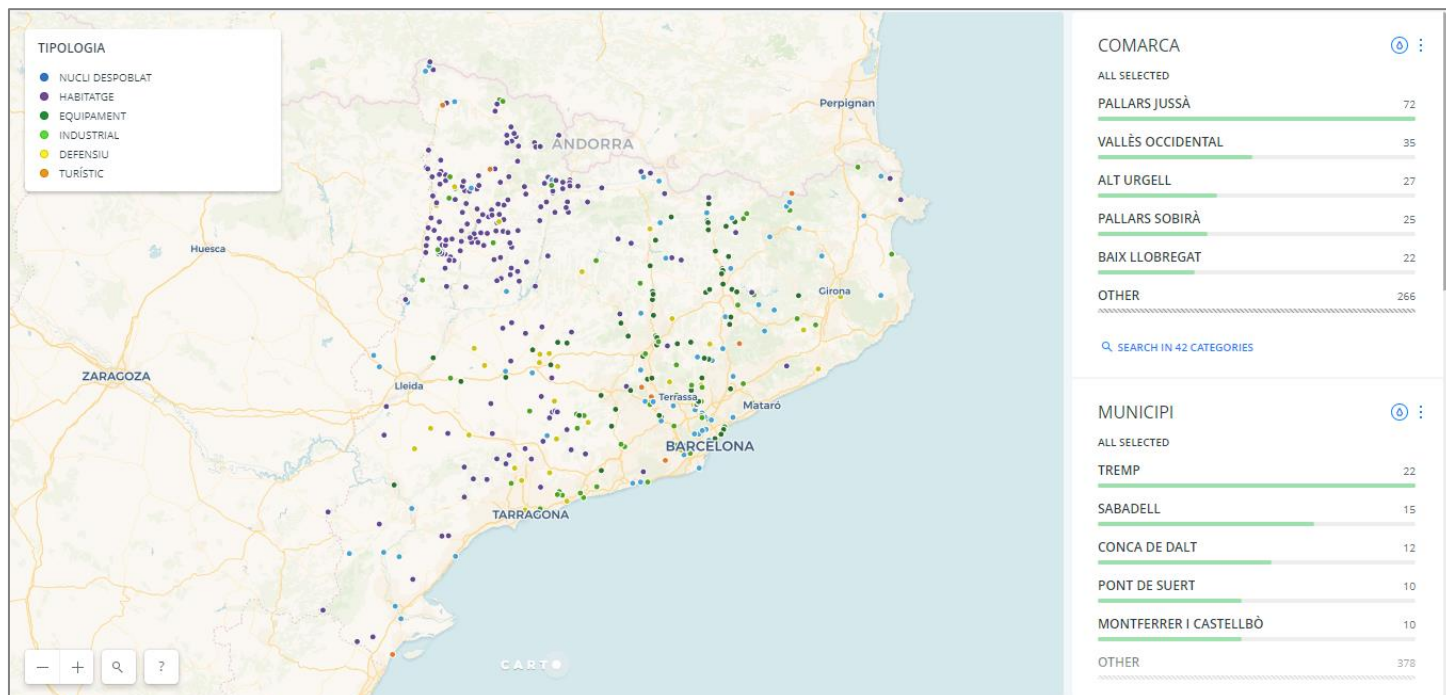 TIPOLOGIA
NUCLI DESPOBLAT
HABITATGE
EQUIPAMENT
INDUSTRIAL
DEFENSIU
TURÍSTIC
Perpignan
ANDORRA
Huesca
Girona
ZARAGOZA
Lleida
Terrassa
Mataró
BARCELONA
TARRAGONA
CARTO
− + ?
COMARCA
ALL SELECTED
PALLARS JUSSÀ 72
VALLÈS OCCIDENTAL 35
ALT URGELL 27
PALLARS SOBIRÀ 25
BAIX LLOBREGAT 22
OTHER 266
SEARCH IN 42 CATEGORIES
MUNICIPI
ALL SELECTED
TREMP 22
SABADELL 15
CONCA DE DALT 12
PONT DE SUERT 10
MONTFERRER I CASTELLBÒ 10
OTHER 378